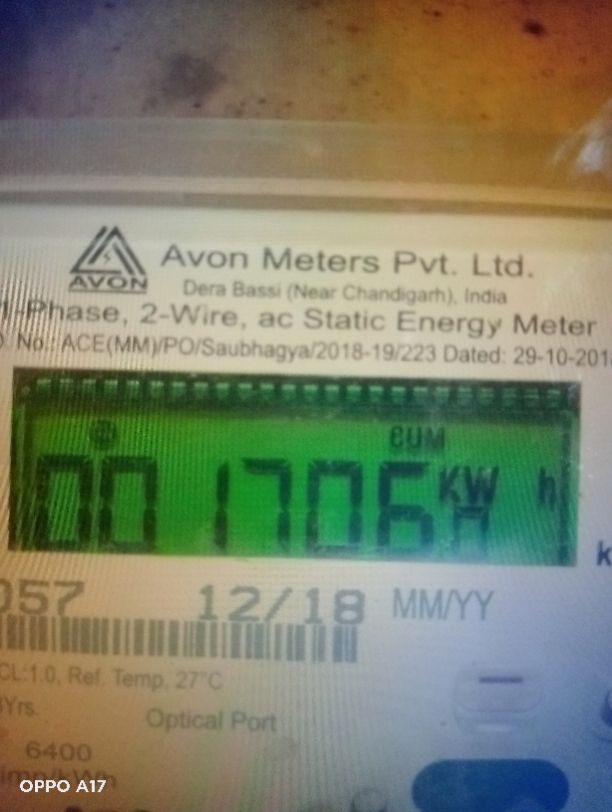 Avon Meters Pvt. Ltd.
AVON
Dera Bassi (Near Chandigarh), India
1-Phase, 2-Wire, ac Static Energy Meter
No.: ACE(MM)/PO/Saubhagya/2018-19/223 Dated: 29-10-201
CUM
001706 KW h
057 12/18 MM/YY
CL:1.0, Ref. Temp. 27°C
Yrs.
Optical Port
6400
OPPO A17